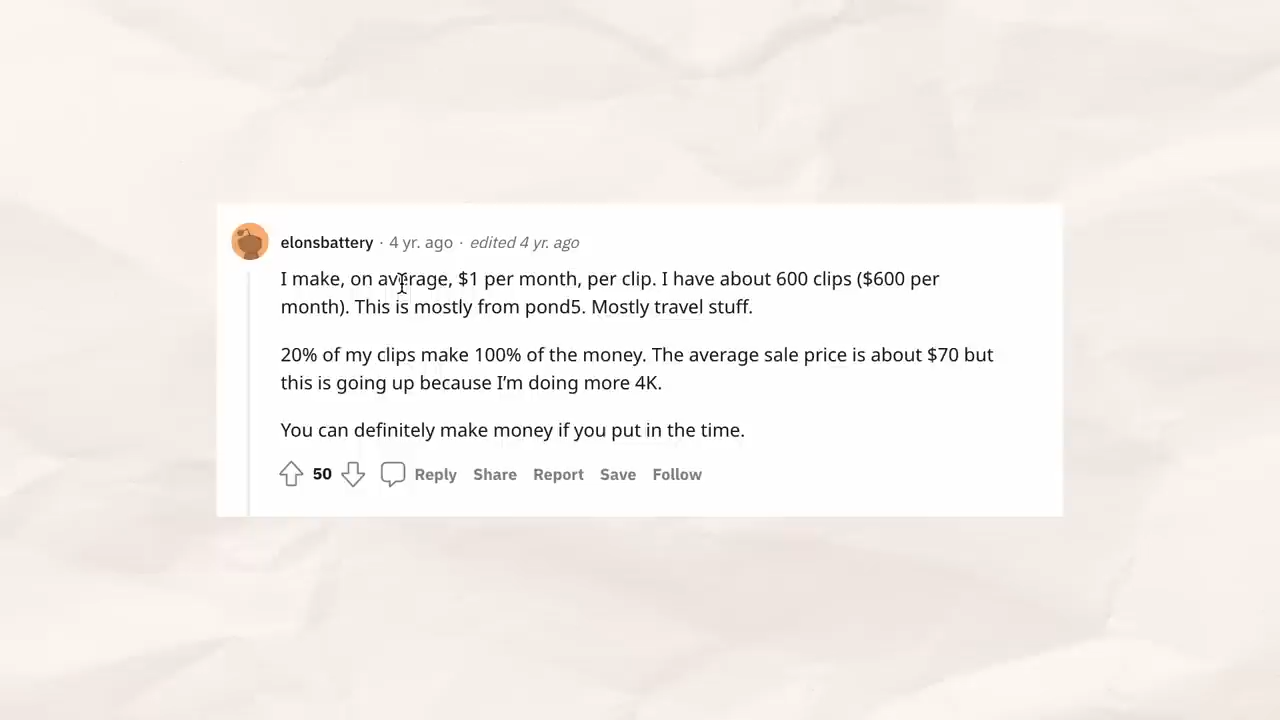 elonsbattery · 4 yr. ago · edited 4 yr. ago
I make, on average, $1 per month, per clip. I have about 600 clips ($600 per
month). This is mostly from pond5. Mostly travel stuff.
20% of my clips make 100% of the money. The average sale price is about $70 but
this is going up because I’m doing more 4K.
You can definitely make money if you put in the time.
50 Reply Share Report Save Follow